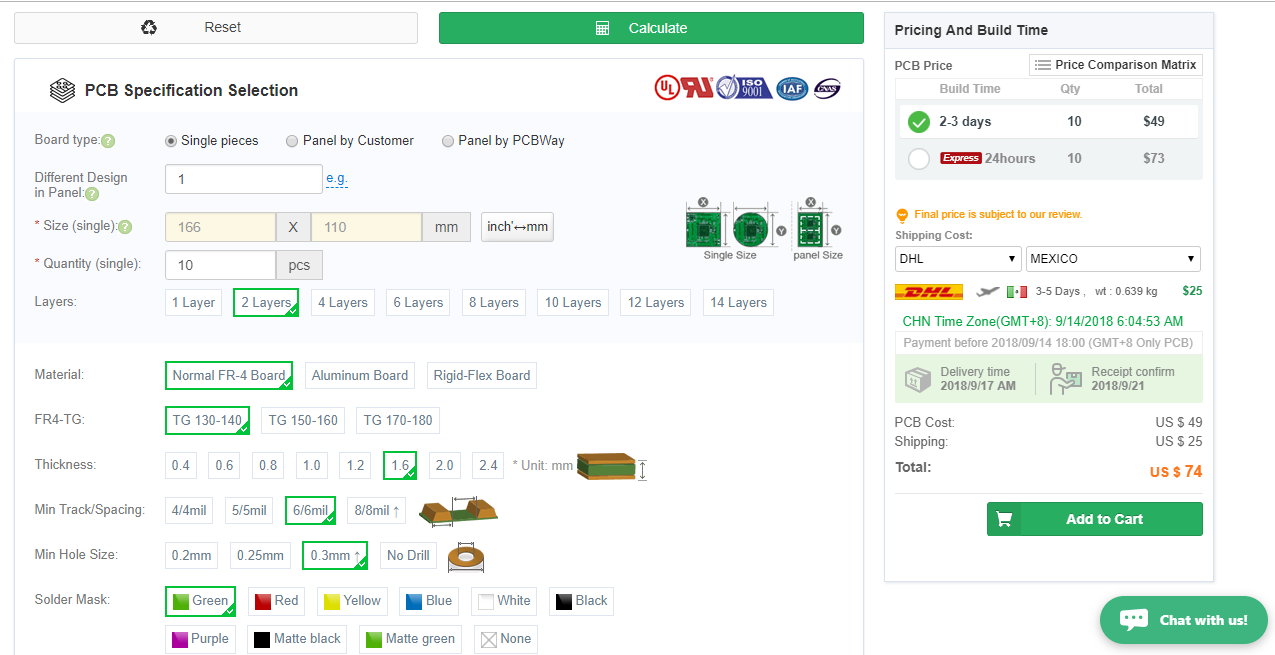 Reset
Calculate
PCB Specification Selection
UL ISO 9001 IAF CNAS
Board type:? Single pieces Panel by Customer Panel by PCBWay
Different Design
in Panel:? 1 e.g.
* Size (single):? 166 X 110 mm inch'↔mm
X Y X Y
Single Size panel Size
* Quantity (single): 10 pcs
Layers: 1 Layer 2 Layers 4 Layers 6 Layers 8 Layers 10 Layers 12 Layers 14 Layers
Material: Normal FR-4 Board Aluminum Board Rigid-Flex Board
FR4-TG: TG 130-140 TG 150-160 TG 170-180
Thickness: 0.4 0.6 0.8 1.0 1.2 1.6 2.0 2.4 * Unit: mm
Min Track/Spacing: 4/4mil 5/5mil 6/6mil 8/8mil ↑
Min Hole Size: 0.2mm 0.25mm 0.3mm ↑ No Drill
Solder Mask: Green Red Yellow Blue White Black
Purple Matte black Matte green None
Pricing And Build Time
PCB Price Price Comparison Matrix
Build Time Qty Total
2-3 days 10 $49
Express 24hours 10 $73
Final price is subject to our review.
Shipping Cost:
DHL MEXICO
DHL 3-5 Days , wt : 0.639 kg $25
CHN Time Zone(GMT+8): 9/14/2018 6:04:53 AM
Payment before 2018/09/14 18:00 (GMT+8 Only PCB)
Delivery time
2018/9/17 AM
Receipt confirm
2018/9/21
PCB Cost: US $ 49
Shipping: US $ 25
Total: US $ 74
Add to Cart
Chat with us!